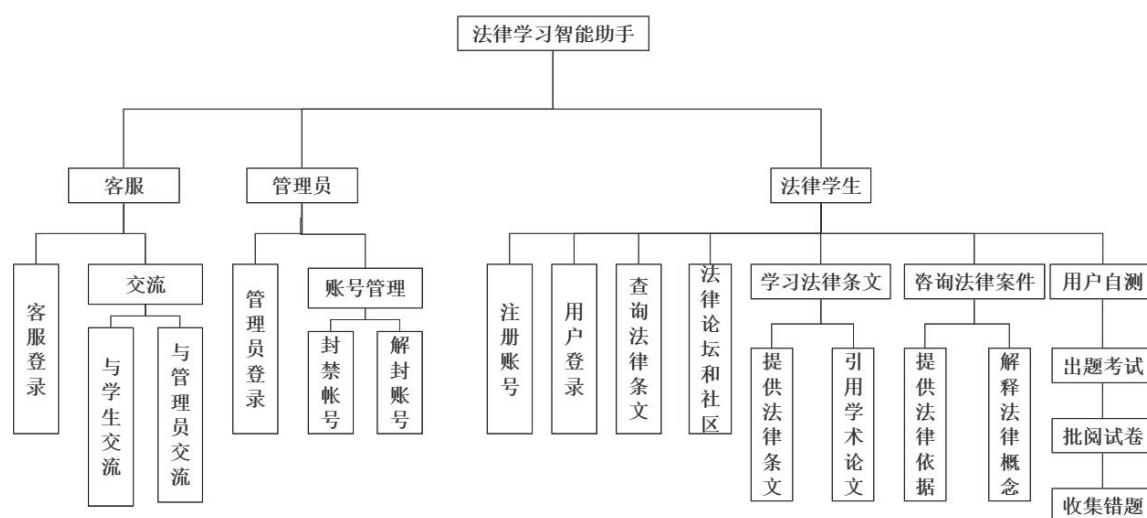 法律学习智能助手
客服
管理员
法律学生
客服登录
交流
与学生交流
与管理员交流
管理员登录
账号管理
封禁帐号
解封账号
注册账号
用户登录
查询法律条文
法律论坛和社区
学习法律条文
提供法律条文
引用学术论文
咨询法律案件
提供法律依据
解释法律概念
用户自测
出题考试
批阅试卷
收集错题